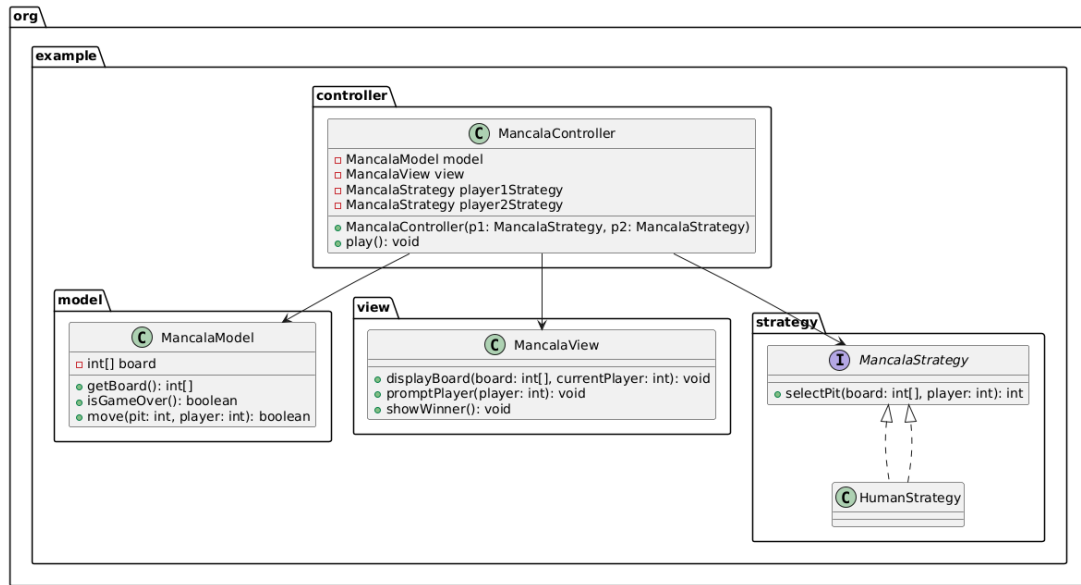 org
example
controller
C MancalaController
MancalaModel model
MancalaView view
MancalaStrategy player1Strategy
MancalaStrategy player2Strategy
MancalaController(p1: MancalaStrategy, p2: MancalaStrategy)
play(): void
model
C MancalaModel
int[] board
getBoard(): int[]
isGameOver(): boolean
move(pit: int, player: int): boolean
view
C MancalaView
displayBoard(board: int[], currentPlayer: int): void
promptPlayer(player: int): void
showWinner(): void
strategy
I MancalaStrategy
selectPit(board: int[], player: int): int
C HumanStrategy